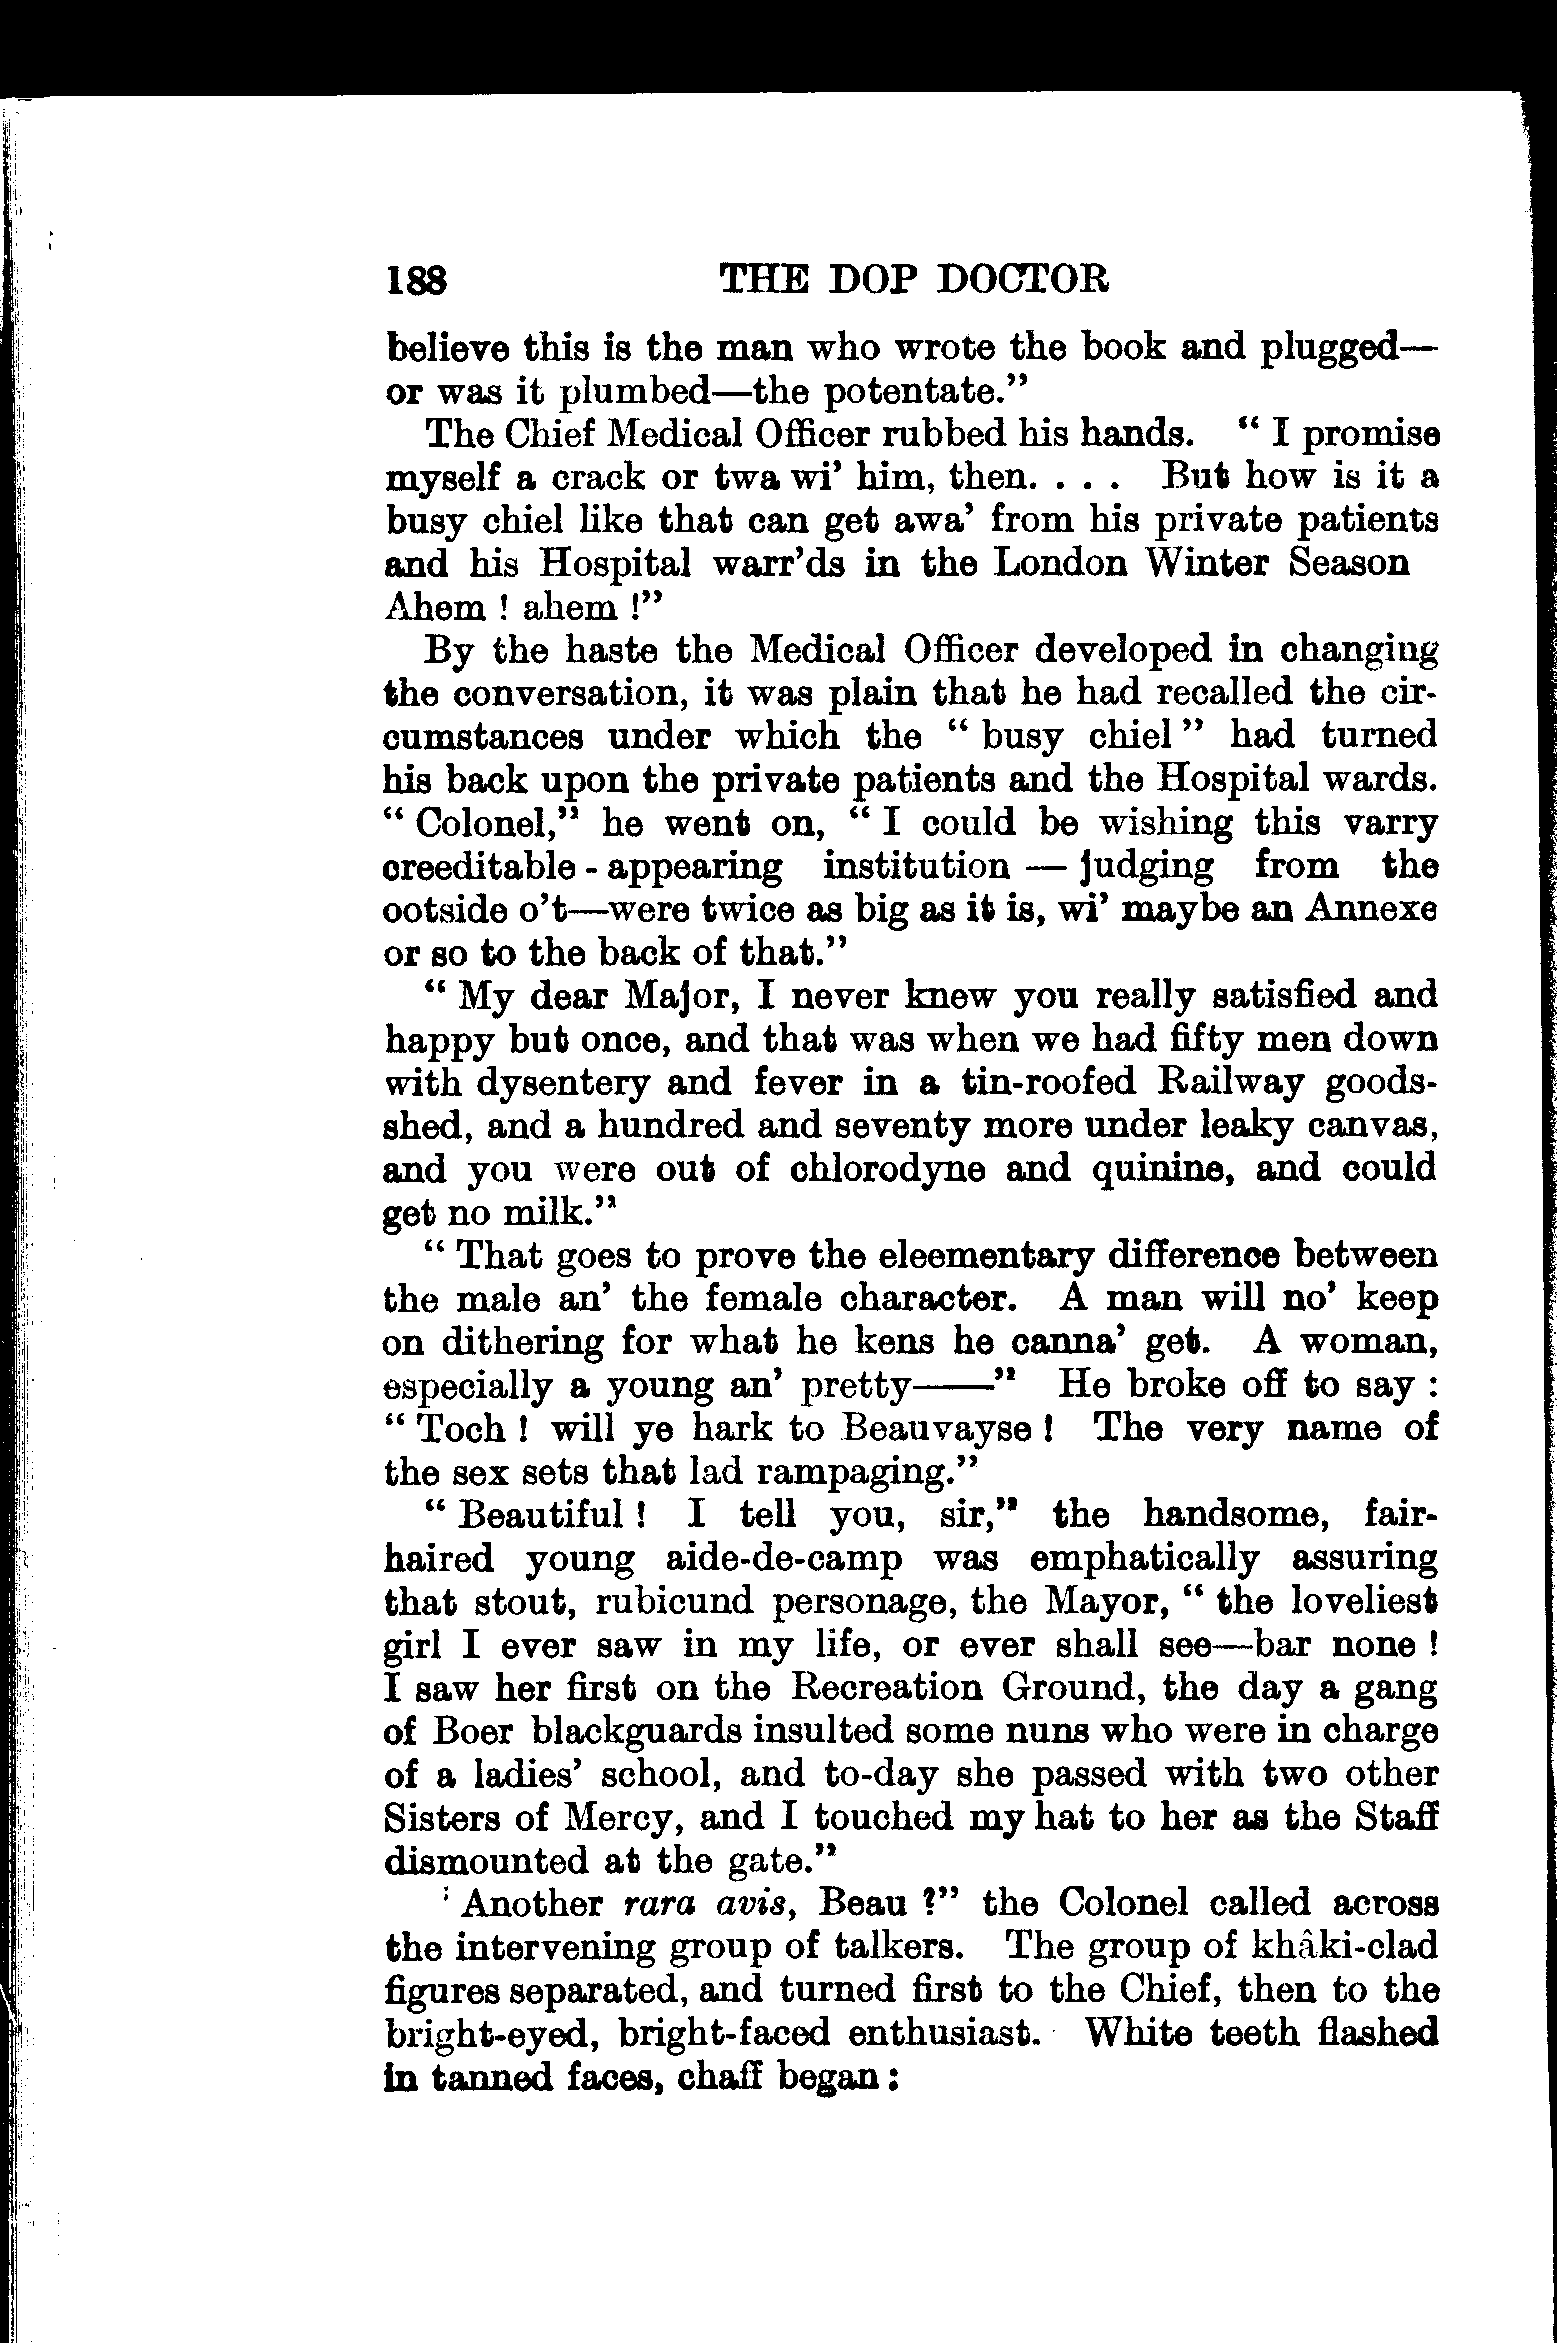 188 THE DOP DOCTOR
believe this is the man who wrote the book and plugged—
or was it plumbed—the potentate."
The Chief Medical Officer rubbed his hands. "I promise
myself a crack or twa wi' him, then. . . . But how is it a
busy chiel like that can get awa' from his private patients
and his Hospital warr'ds in the London Winter Season
Ahem ! ahem !"
By the haste the Medical Officer developed in changing
the conversation, it was plain that he had recalled the cir-
cumstances under which the "busy chiel" had turned
his back upon the private patients and the Hospital wards.
"Colonel," he went on, "I could be wishing this varry
creeditable - appearing institution — judging from the
ootside o't—were twice as big as it is, wi' maybe an Annexe
or so to the back of that."
"My dear Major, I never knew you really satisfied and
happy but once, and that was when we had fifty men down
with dysentery and fever in a tin-roofed Railway goods-
shed, and a hundred and seventy more under leaky canvas,
and you were out of chlorodyne and quinine, and could
get no milk."
"That goes to prove the eleementary difference between
the male an' the female character. A man will no' keep
on dithering for what he kens he canna' get. A woman,
especially a young an' pretty——" He broke off to say :
"Toch ! will ye hark to Beauvayse ! The very name of
the sex sets that lad rampaging."
"Beautiful ! I tell you, sir," the handsome, fair-
haired young aide-de-camp was emphatically assuring
that stout, rubicund personage, the Mayor, "the loveliest
girl I ever saw in my life, or ever shall see—bar none !
I saw her first on the Recreation Ground, the day a gang
of Boer blackguards insulted some nuns who were in charge
of a ladies' school, and to-day she passed with two other
Sisters of Mercy, and I touched my hat to her as the Staff
dismounted at the gate."
' Another rara avis, Beau ?" the Colonel called across
the intervening group of talkers. The group of khâki-clad
figures separated, and turned first to the Chief, then to the
bright-eyed, bright-faced enthusiast. White teeth flashed
in tanned faces, chaff began :